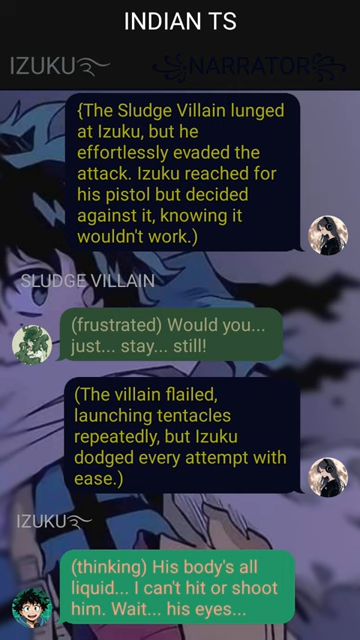 INDIAN TS
IZUKU
NARRATOR
{The Sludge Villain lunged
at Izuku, but he
effortlessly evaded the
attack. Izuku reached for
his pistol but decided
against it, knowing it
wouldn't work.)
SLUDGE VILLAIN
(frustrated) Would you...
just... stay... still!
(The villain flailed,
launching tentacles
repeatedly, but Izuku
dodged every attempt with
ease.)
IZUKU
(thinking) His body's all
liquid... I can't hit or shoot
him. Wait... his eyes...